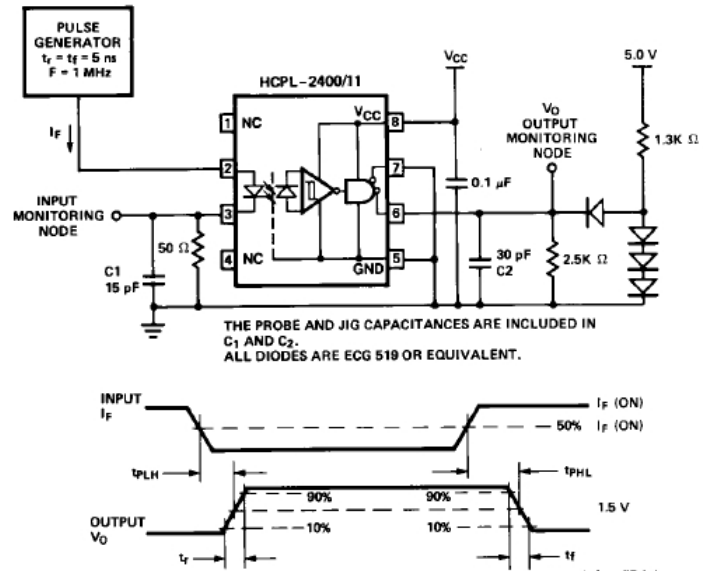 PULSE
GENERATOR
tr = tf = 5 ns
F = 1 MHz
IF
HCPL-2400/11
VCC
5.0 V
1 NC
VCC 8
VO
OUTPUT
MONITORING
NODE
1.3K Ω
2
7
0.1 μF
INPUT
MONITORING
NODE
3
6
50 Ω
4 NC
GND 5
C1
15 pF
30 pF
C2
2.5K Ω
THE PROBE AND JIG CAPACITANCES ARE INCLUDED IN
C1 AND C2.
ALL DIODES ARE ECG 519 OR EQUIVALENT.
INPUT
IF
IF (ON)
50% IF (ON)
tPLH
tPHL
90% 90%
1.5 V
OUTPUT
VO
10% 10%
tr
tf